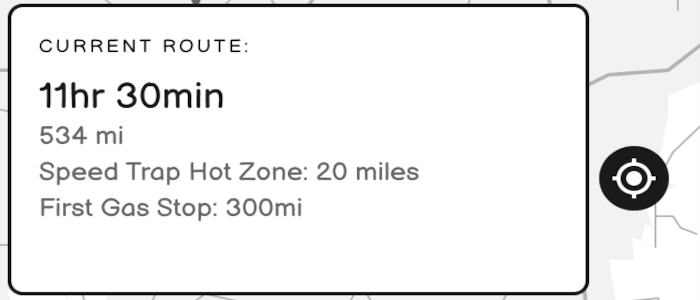 CURRENT ROUTE:
11hr 30min
534 mi
Speed Trap Hot Zone: 20 miles
First Gas Stop: 300mi